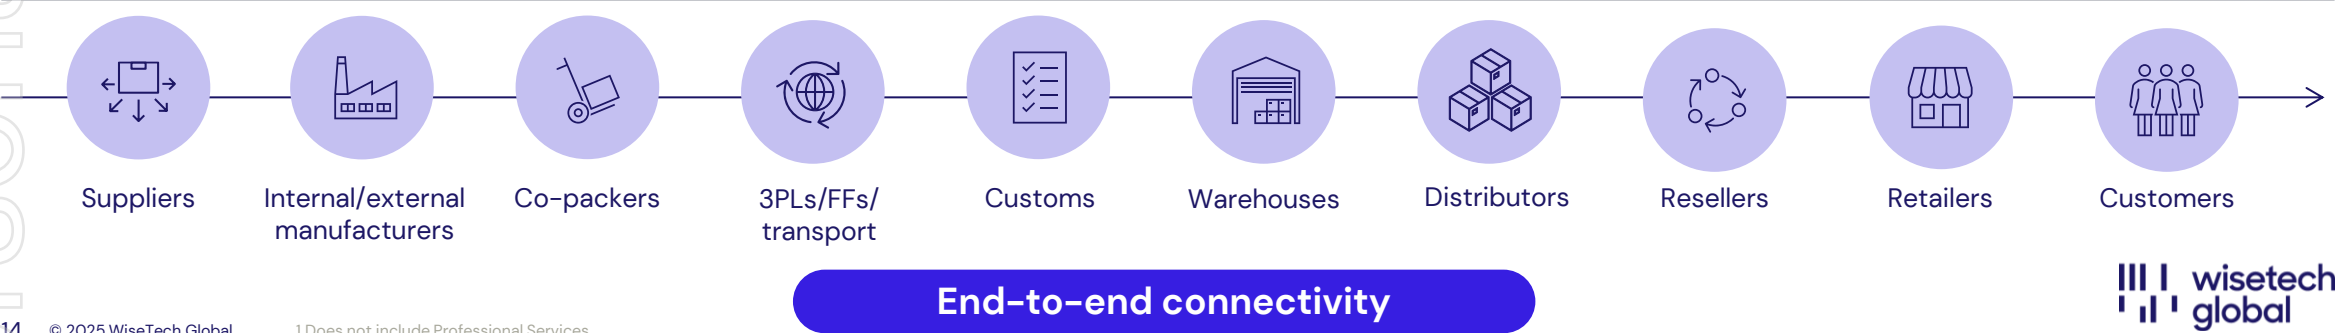 Suppliers
Internal/external
manufacturers
Co-packers
3PLs/FFs/
transport
Customs
Warehouses
Distributors
Resellers
Retailers
Customers
End-to-end connectivity
wisetech
global
14 © 2025 WiseTech Global 1 Does not include Professional Services